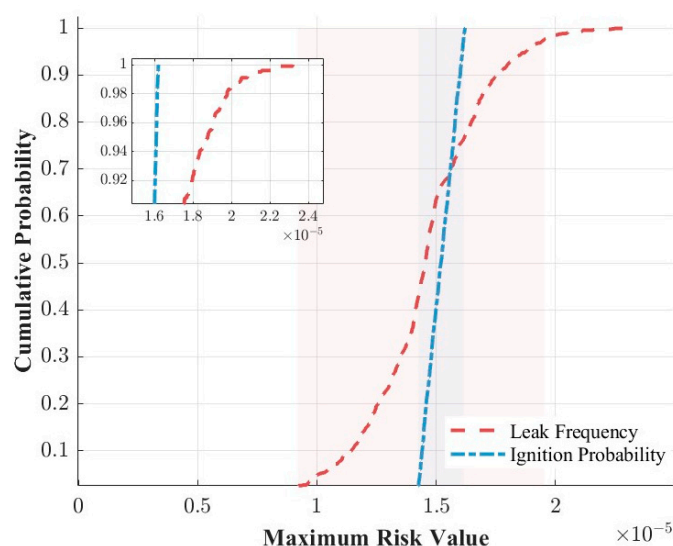 1
0.9
0.8
0.7
0.6
0.5
0.4
0.3
0.2
0.1
Cumulative Probability
1
0.98
0.96
0.94
0.92
1.6 1.8 2 2.2 2.4
×10⁻⁵
Leak Frequency
Ignition Probability
0 0.5 1 1.5 2
×10⁻⁵
Maximum Risk Value